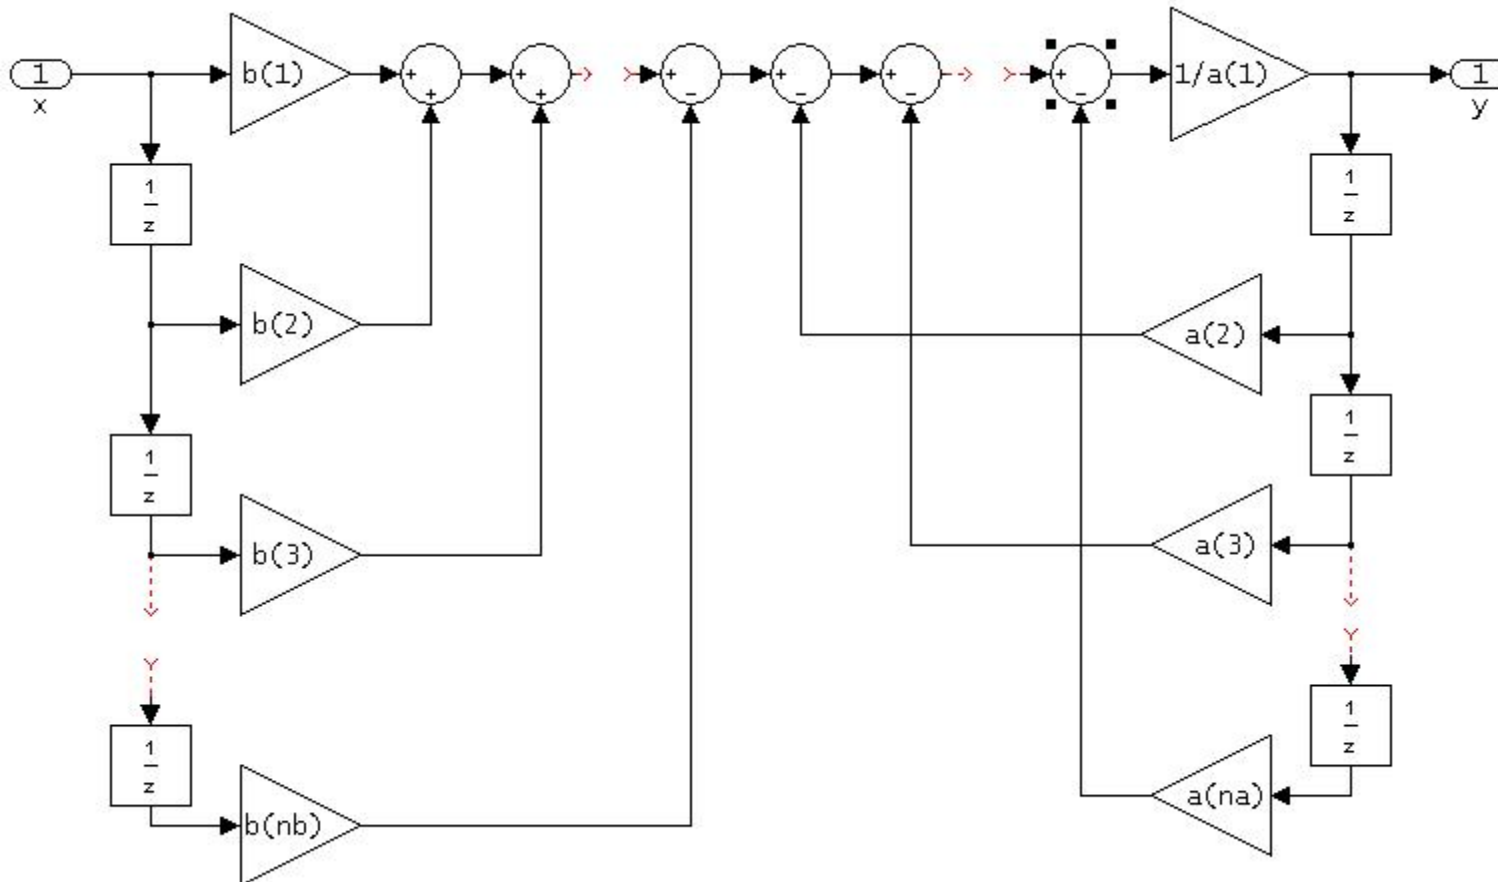 1
x
b(1)
+
+
+
+
+
-
+
-
+
-
+
-
1/a(1)
1
y
1
z
1
z
b(2)
a(2)
1
z
1
z
b(3)
a(3)
1
z
1
z
b(nb)
a(na)